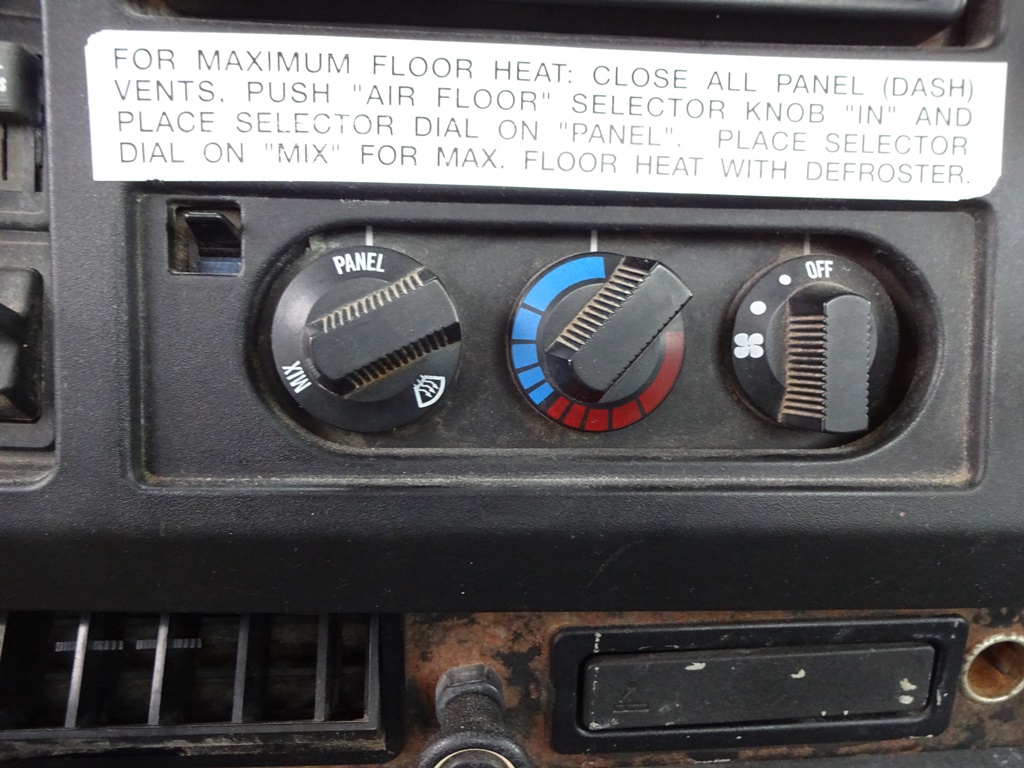 FOR MAXIMUM FLOOR HEAT: CLOSE ALL PANEL (DASH)
VENTS. PUSH "AIR FLOOR" SELECTOR KNOB "IN" AND
PLACE SELECTOR DIAL ON "PANEL". PLACE SELECTOR
DIAL ON "MIX" FOR MAX. FLOOR HEAT WITH DEFROSTER.
PANEL
MIX
OFF